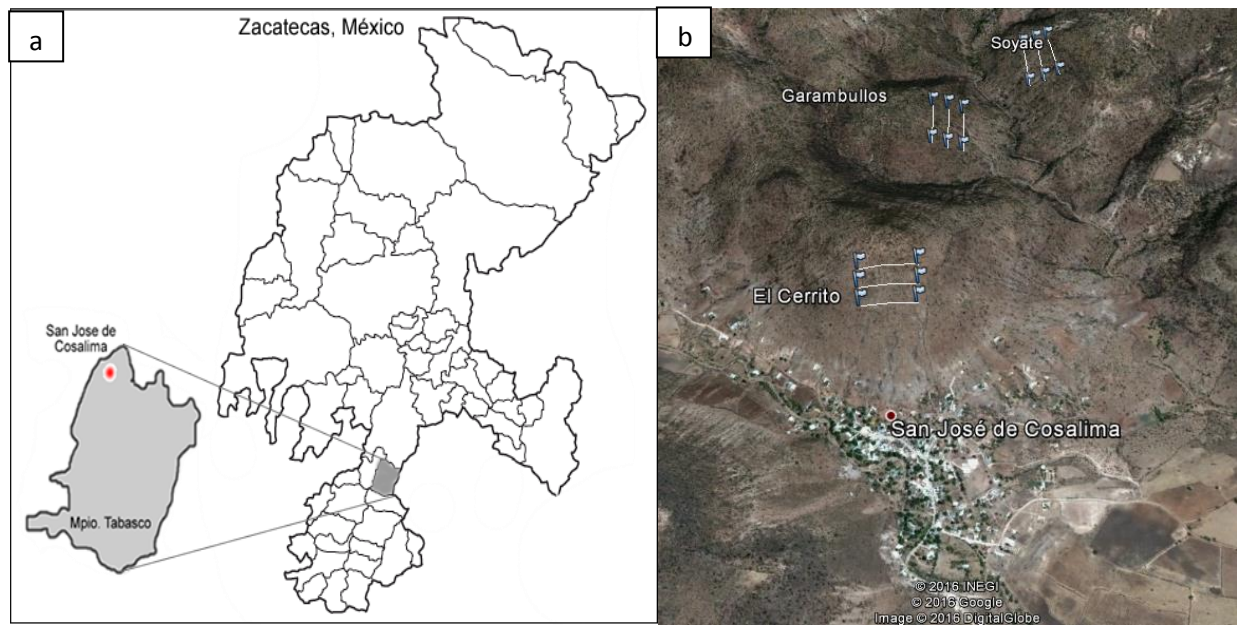 a
Zacatecas, México
San Jose de
Cosalima
Mpio. Tabasco
b
Soyate
Garambullos
El Cerrito
San José de Cosalima
© 2016 INEGI
© 2016 Google
Image © 2016 DigitalGlobe